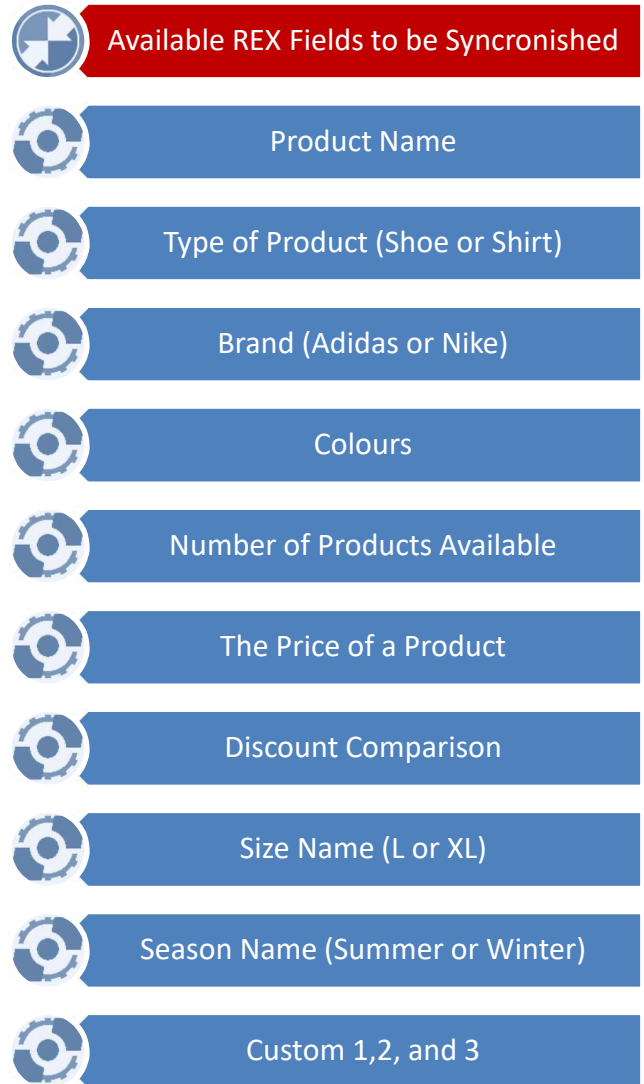 Available REX Fields to be Syncronished
Product Name
Type of Product (Shoe or Shirt)
Brand (Adidas or Nike)
Colours
Number of Products Available
The Price of a Product
Discount Comparison
Size Name (L or XL)
Season Name (Summer or Winter)
Custom 1,2, and 3